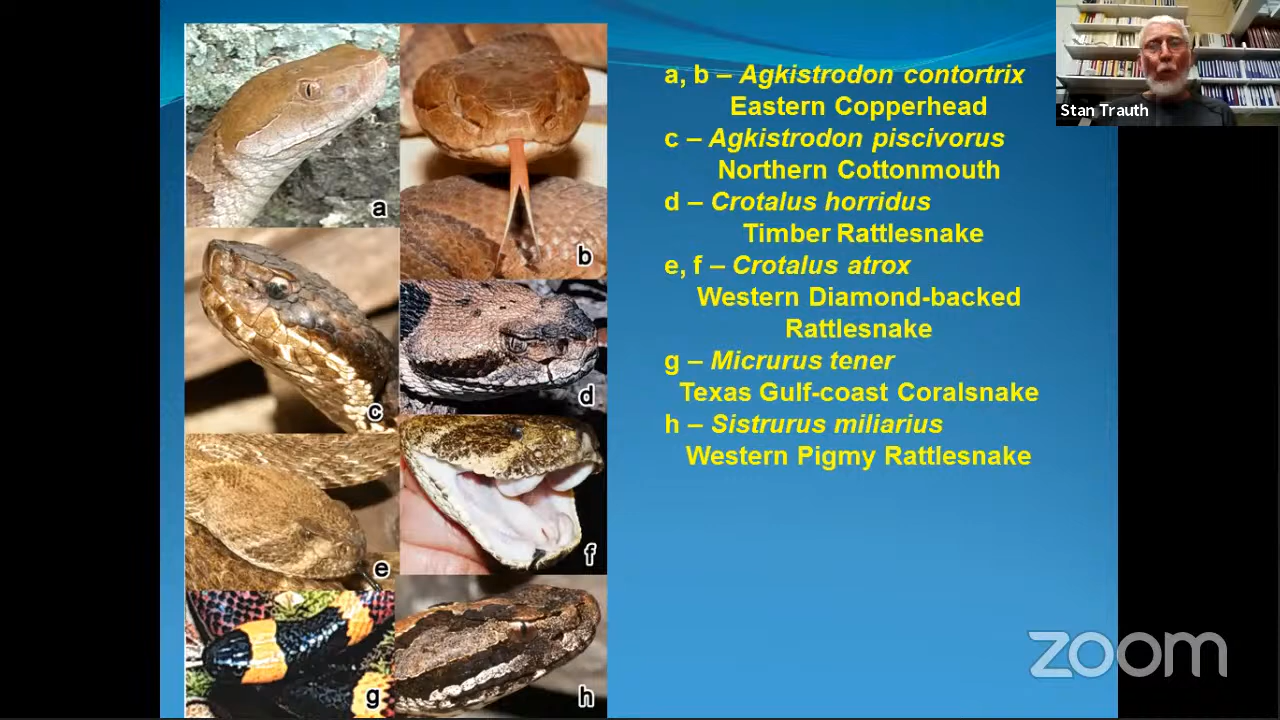 a
b
c
d
e
f
g
h
a, b – Agkistrodon contortrix
Eastern Copperhead
c – Agkistrodon piscivorus
Northern Cottonmouth
d – Crotalus horridus
Timber Rattlesnake
e, f – Crotalus atrox
Western Diamond-backed
Rattlesnake
g – Micrurus tener
Texas Gulf-coast Coralsnake
h – Sistrurus miliarius
Western Pigmy Rattlesnake
Stan Trauth
zoom